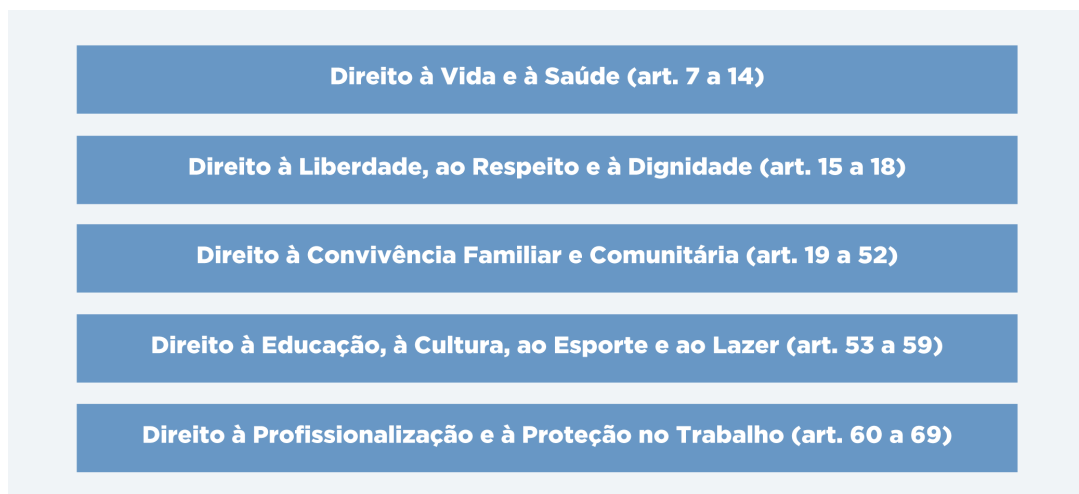 Direito à Vida e à Saúde (art. 7 a 14)
Direito à Liberdade, ao Respeito e à Dignidade (art. 15 a 18)
Direito à Convivência Familiar e Comunitária (art. 19 a 52)
Direito à Educação, à Cultura, ao Esporte e ao Lazer (art. 53 a 59)
Direito à Profissionalização e à Proteção no Trabalho (art. 60 a 69)